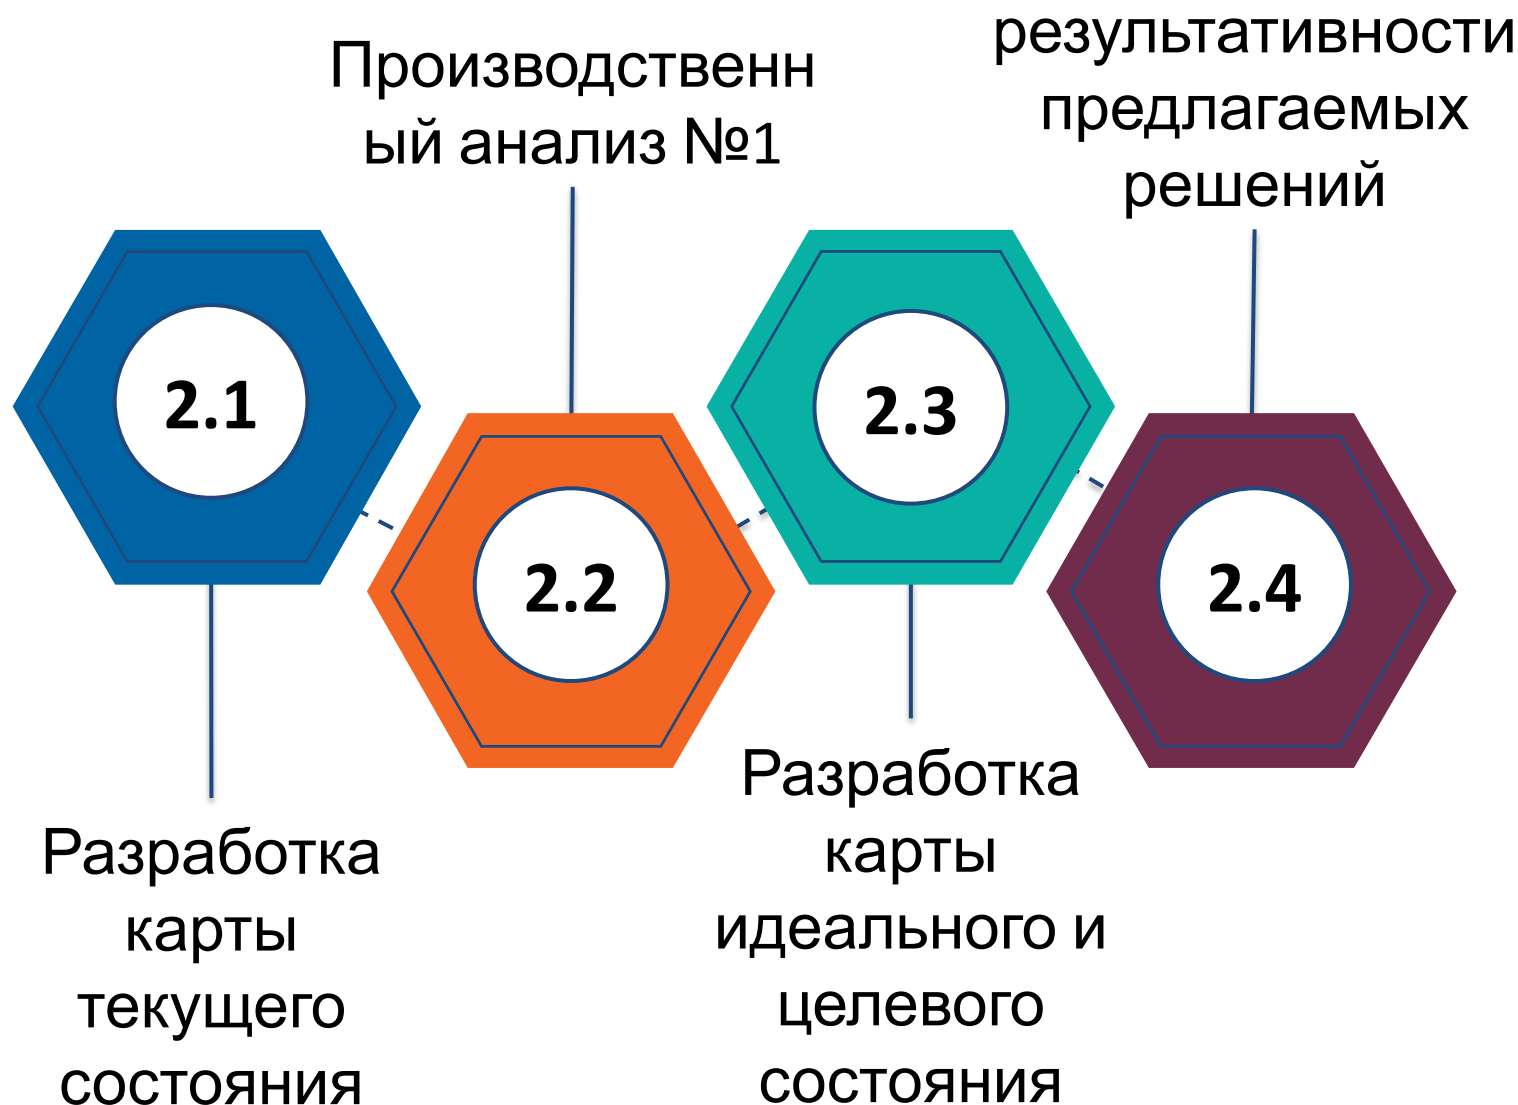 Производственн
ый анализ №1
результативности
предлагаемых
решений
2.1
2.2
2.3
2.4
Разработка
карты
текущего
состояния
Разработка
карты
идеального и
целевого
состояния